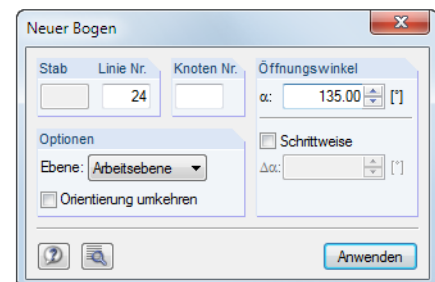 Neuer Bogen
Stab Linie Nr. Knoten Nr. Öffnungswinkel
24 α: 135.00 [°]
Optionen Schrittweise
Ebene: Arbeitsebene Δα: [°]
Orientierung umkehren
Anwenden